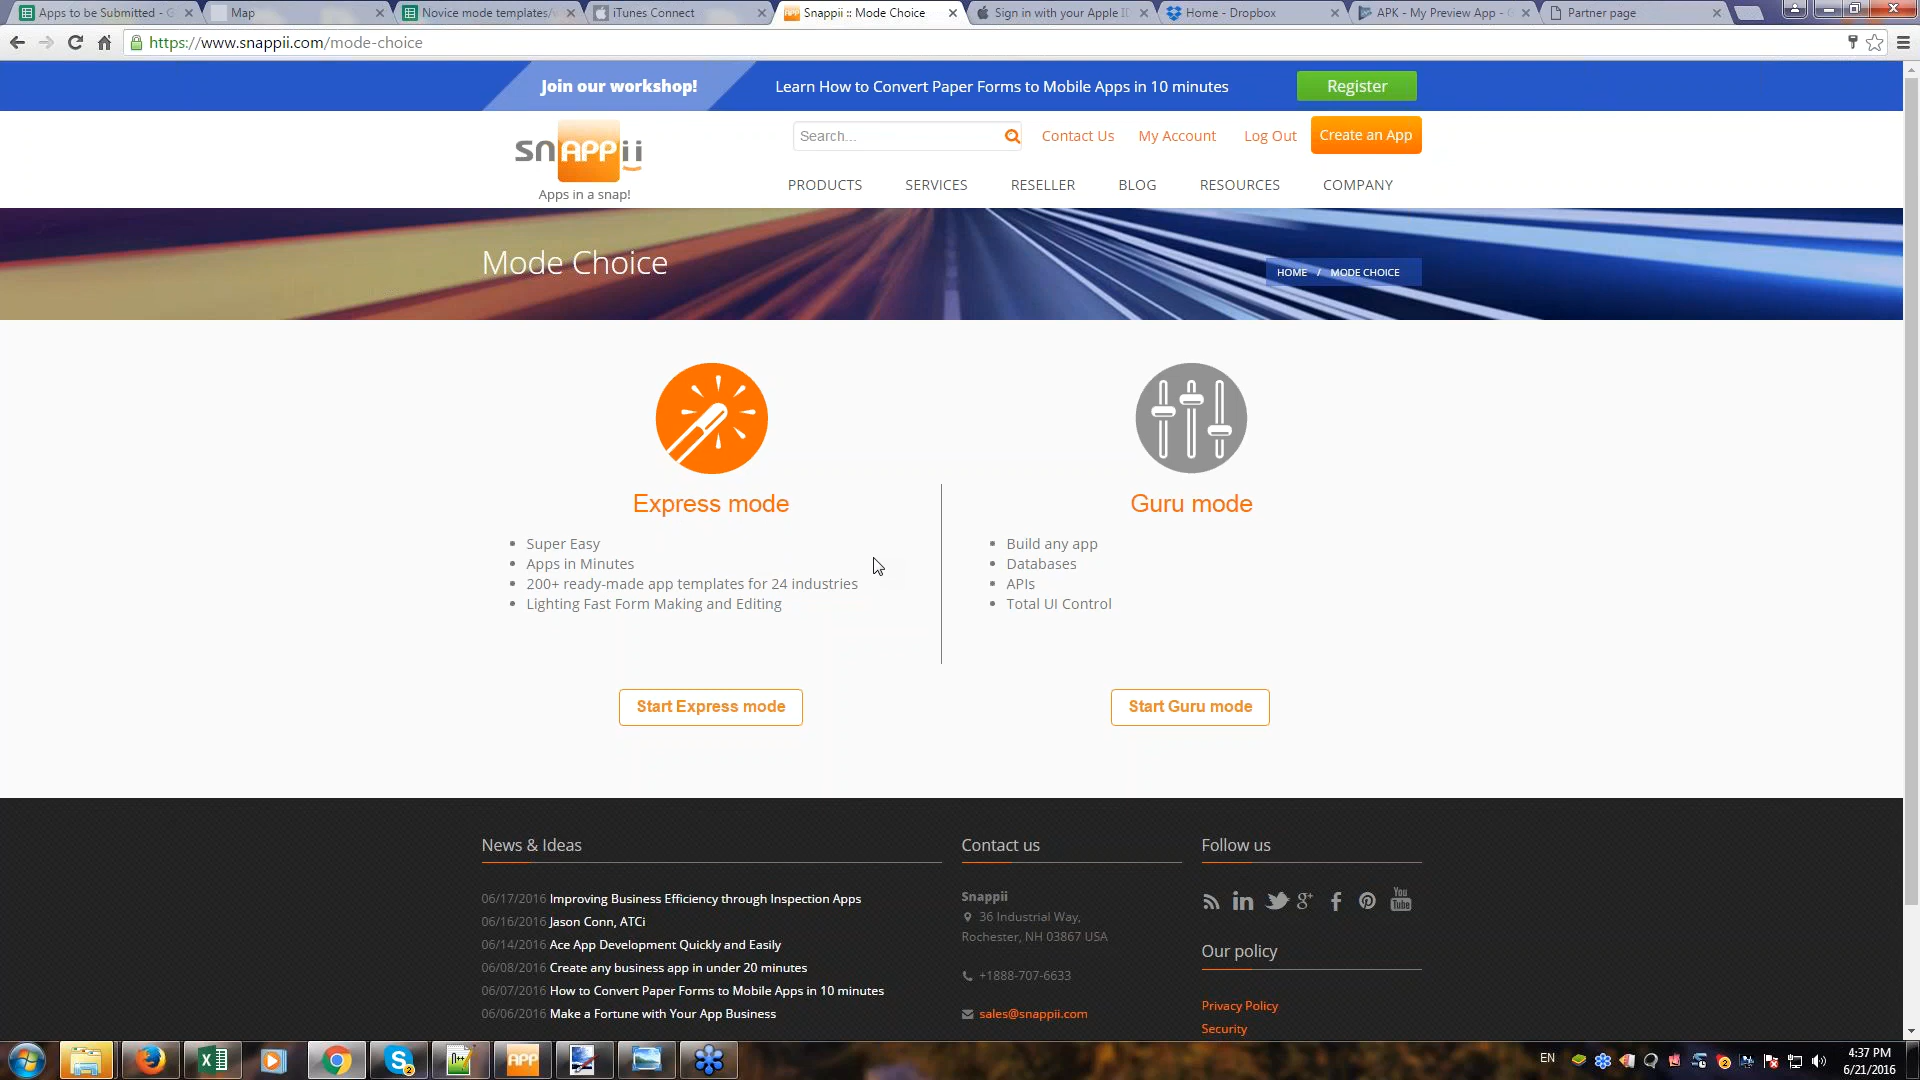 Apps to be Submitted - G
Map
Novice mode templates/
iTunes Connect
Snappii :: Mode Choice
Sign in with your Apple ID
Home - Dropbox
APK - My Preview App - G
Partner page
https://www.snappii.com/mode-choice
Join our workshop!
Learn How to Convert Paper Forms to Mobile Apps in 10 minutes
Register
snAPPii
Apps in a snap!
Search...
Contact Us
My Account
Log Out
Create an App
PRODUCTS
SERVICES
RESELLER
BLOG
RESOURCES
COMPANY
Mode Choice
HOME / MODE CHOICE
Express mode
Super Easy
Apps in Minutes
200+ ready-made app templates for 24 industries
Lighting Fast Form Making and Editing
Start Express mode
Guru mode
Build any app
Databases
APIs
Total UI Control
Start Guru mode
News & Ideas
06/17/2016 Improving Business Efficiency through Inspection Apps
06/16/2016 Jason Conn, ATCi
06/14/2016 Ace App Development Quickly and Easily
06/08/2016 Create any business app in under 20 minutes
06/07/2016 How to Convert Paper Forms to Mobile Apps in 10 minutes
06/06/2016 Make a Fortune with Your App Business
Contact us
Snappii
36 Industrial Way,
Rochester, NH 03867 USA
+1888-707-6633
sales@snappii.com
Follow us
You
Tube
Our policy
Privacy Policy
Security
APP
EN
4:37 PM
6/21/2016